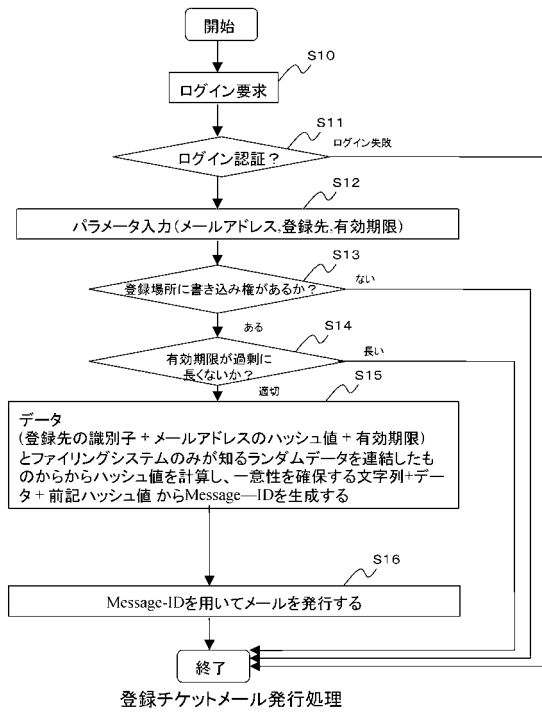 開始
S10
ログイン要求
S11
ログイン失敗
ログイン認証？
S12
パラメータ入力(メールアドレス,登録先,有効期限)
S13
ない
登録場所に書き込み権があるか？
ある
S14
長い
有効期限が過剰に
長くないか？
適切
S15
データ
(登録先の識別子 + メールアドレスのハッシュ値 + 有効期限)
とファイリングシステムのみが知るランダムデータを連結したも
のからからハッシュ値を計算し、一意性を確保する文字列+デー
タ + 前記ハッシュ値 からMessage―IDを生成する
S16
Message-IDを用いてメールを発行する
終了
登録チケットメール発行処理